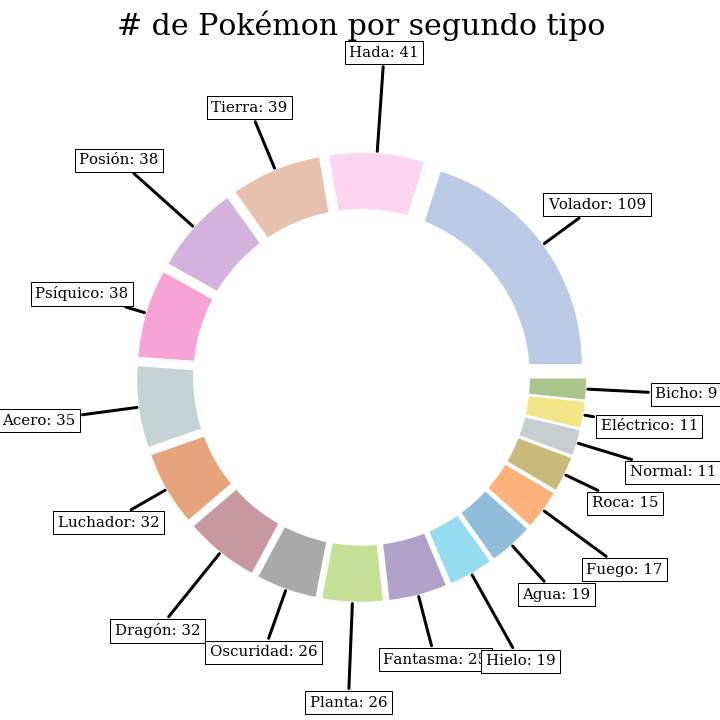 # de Pokémon por segundo tipo
Hada: 41
Tierra: 39
Posión: 38
Volador: 109
Psíquico: 38
Bicho: 9
Acero: 35
Eléctrico: 11
Normal: 11
Roca: 15
Luchador: 32
Fuego: 17
Agua: 19
Dragón: 32
Oscuridad: 26
Fantasma: 25
Hielo: 19
Planta: 26